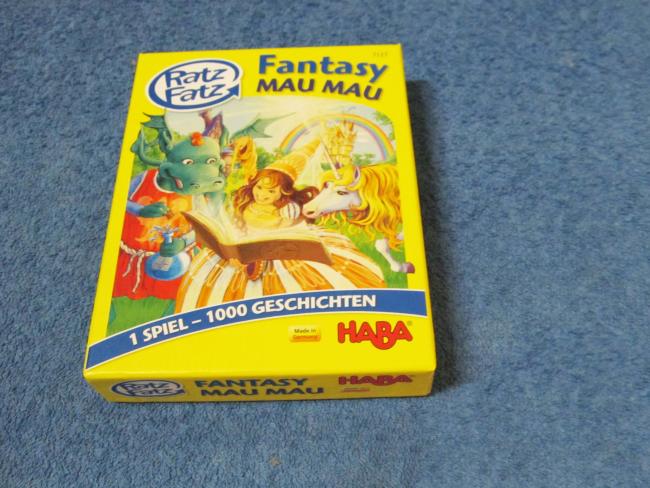 Ratz
Fatz
Fantasy
MAU MAU
1 SPIEL – 1000 GESCHICHTEN
Made in
Germany
HABA®
Ratz
Fatz
FANTASY
MAU MAU
HABA